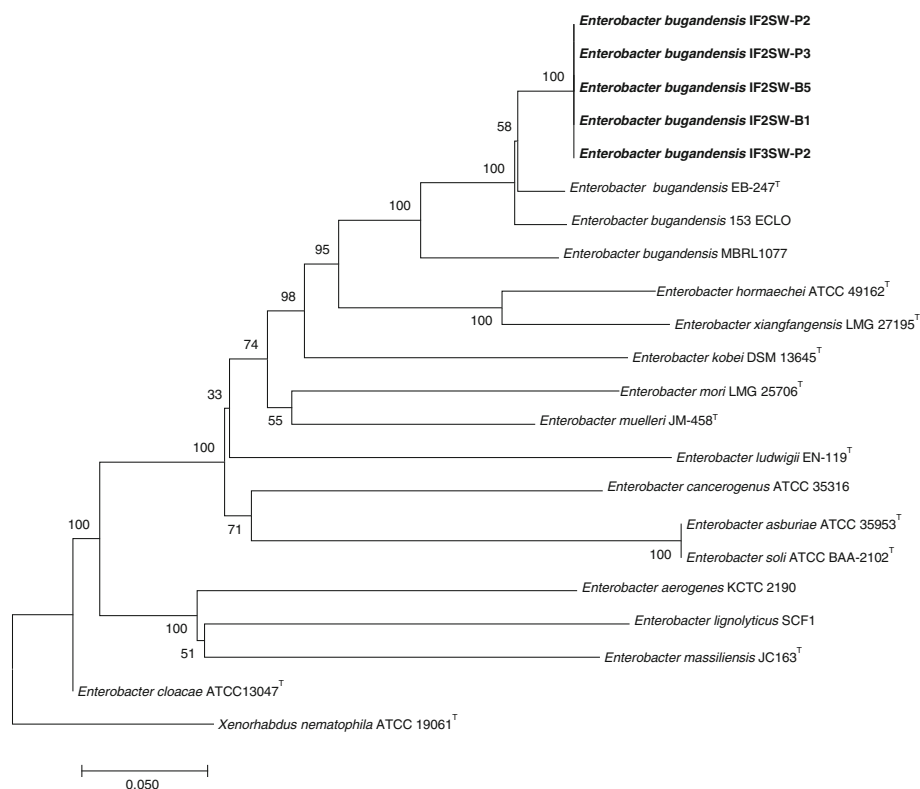 Enterobacter bugandensis IF2SW-P2
Enterobacter bugandensis IF2SW-P3
100
Enterobacter bugandensis IF2SW-B5
Enterobacter bugandensis IF2SW-B1
58
Enterobacter bugandensis IF3SW-P2
100
Enterobacter bugandensis EB-247T
100
Enterobacter bugandensis 153 ECLO
95
Enterobacter bugandensis MBRL1077
98
Enterobacter hormaechei ATCC 49162T
100
Enterobacter xiangfangensis LMG 27195T
74
Enterobacter kobei DSM 13645T
33
Enterobacter mori LMG 25706T
55
Enterobacter muelleri JM-458T
100
Enterobacter ludwigii EN-119T
Enterobacter cancerogenus ATCC 35316
71
100
Enterobacter asburiae ATCC 35953T
100
Enterobacter soli ATCC BAA-2102T
Enterobacter aerogenes KCTC 2190
100
Enterobacter lignolyticus SCF1
51
Enterobacter massiliensis JC163T
Enterobacter cloacae ATCC13047T
Xenorhabdus nematophila ATCC 19061T
0.050